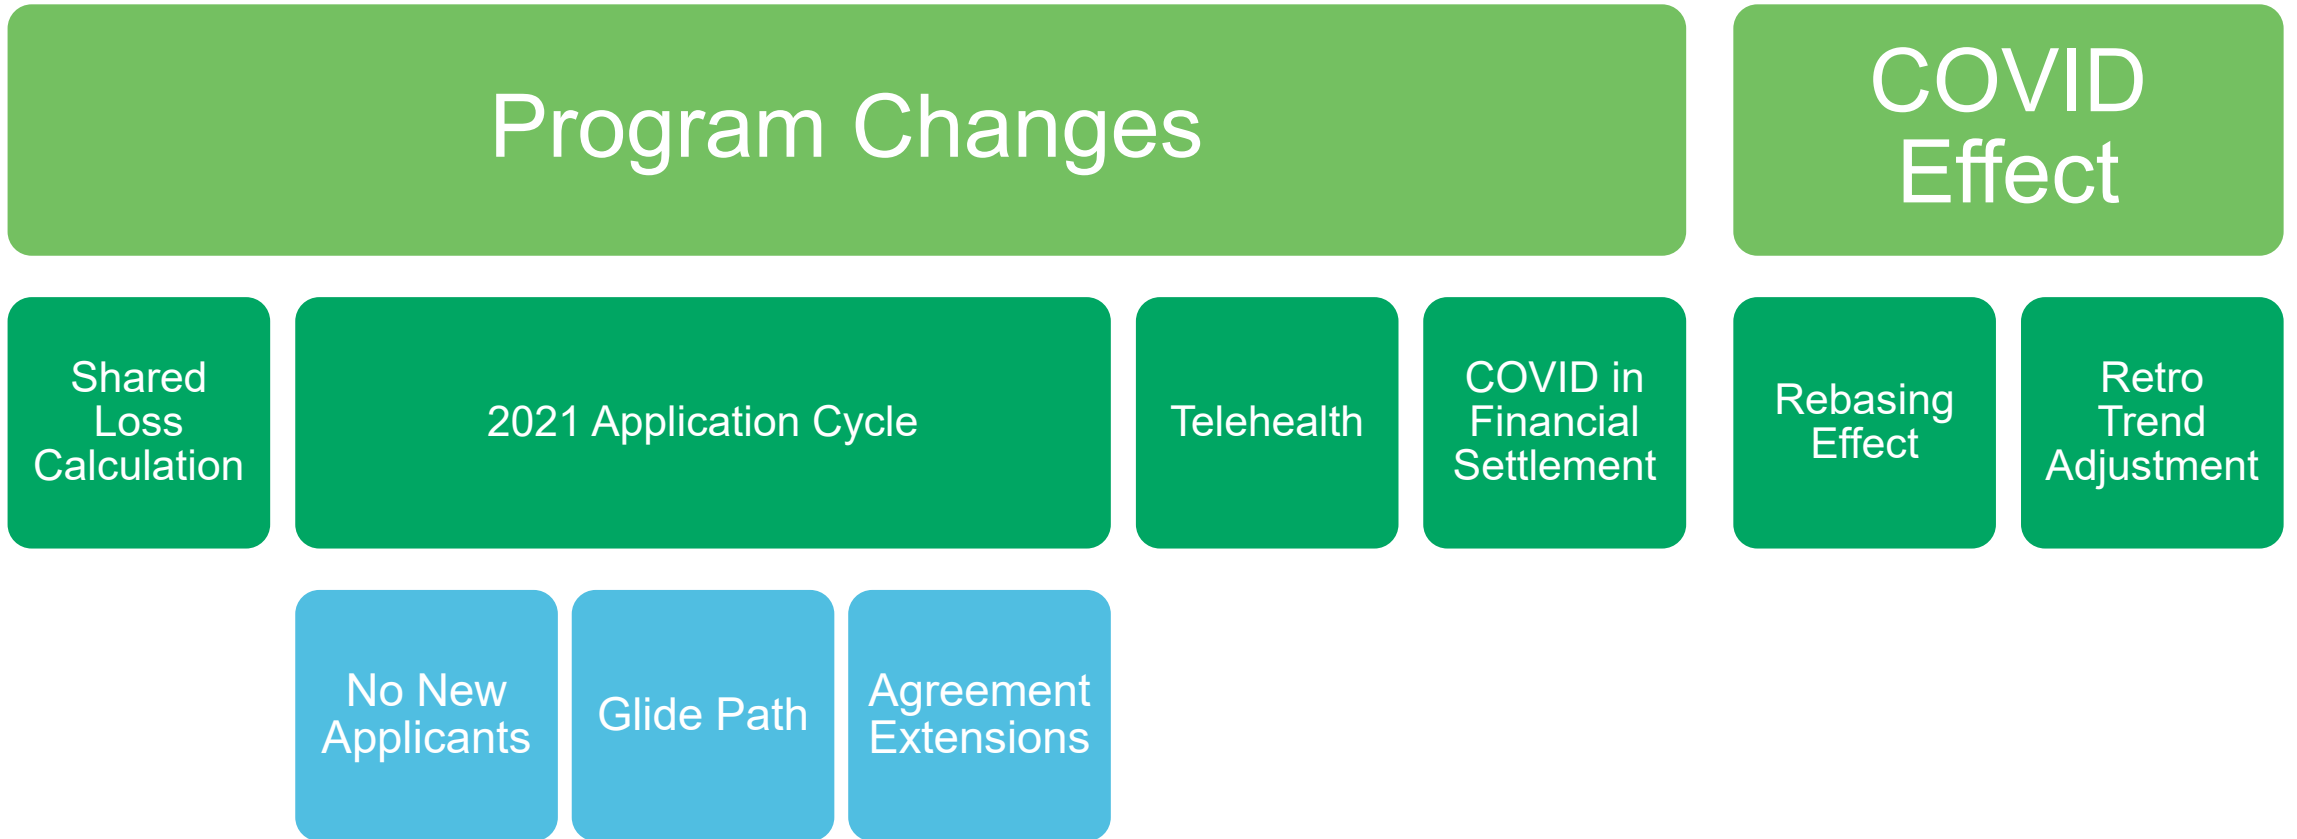 Program Changes
COVID
Effect
Shared
Loss
Calculation
2021 Application Cycle
Telehealth
COVID in
Financial
Settlement
Rebasing
Effect
Retro
Trend
Adjustment
No New
Applicants
Glide Path
Agreement
Extensions